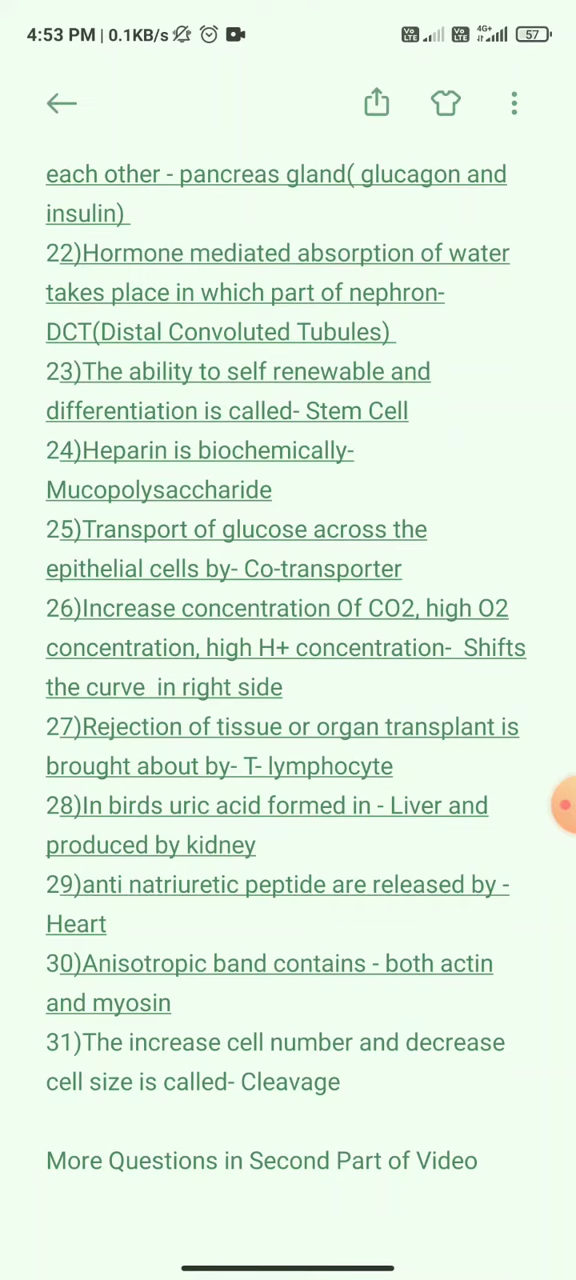 4:53 PM | 0.1KB/s
Vo LTE Vo LTE 4G+ 57
each other - pancreas gland( glucagon and
insulin)
22)Hormone mediated absorption of water
takes place in which part of nephron-
DCT(Distal Convoluted Tubules)
23)The ability to self renewable and
differentiation is called- Stem Cell
24)Heparin is biochemically-
Mucopolysaccharide
25)Transport of glucose across the
epithelial cells by- Co-transporter
26)Increase concentration Of CO2, high O2
concentration, high H+ concentration-  Shifts
the curve  in right side
27)Rejection of tissue or organ transplant is
brought about by- T- lymphocyte
28)In birds uric acid formed in - Liver and
produced by kidney
29)anti natriuretic peptide are released by -
Heart
30)Anisotropic band contains - both actin
and myosin
31)The increase cell number and decrease
cell size is called- Cleavage
More Questions in Second Part of Video